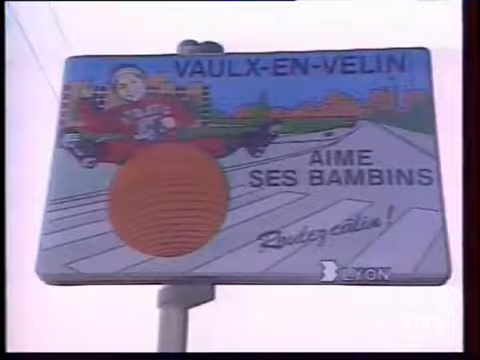 VAULX-EN-VELIN
AIME
SES BAMBINS
Roulez câlin!
LYON